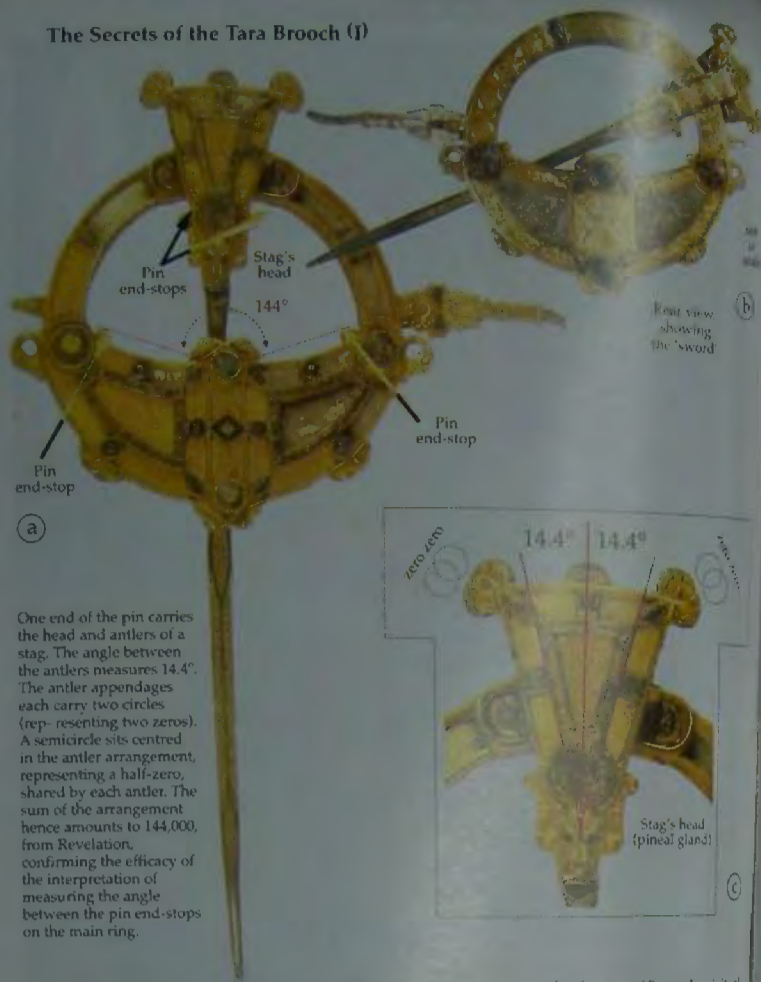 The Secrets of the Tara Brooch (I)
Pin
end-stops
Stag's
head
144°
Rear view
showing
the 'sword'
b
Pin
end-stop
Pin
end-stop
a
zero zero
14.4°
14.4°
One end of the pin carries
the head and antlers of a
stag. The angle between
the antlers measures 14.4°.
The antler appendages
each carry two circles
(rep- resenting two zeros).
A semicircle sits centred
in the antler arrangement,
representing a half-zero,
shared by each antler. The
sum of the arrangement
hence amounts to 144,000,
from Revelation,
confirming the efficacy of
the interpretation of
measuring the angle
between the pin end-stops
on the main ring.
Stag's head
(pineal gland)
c